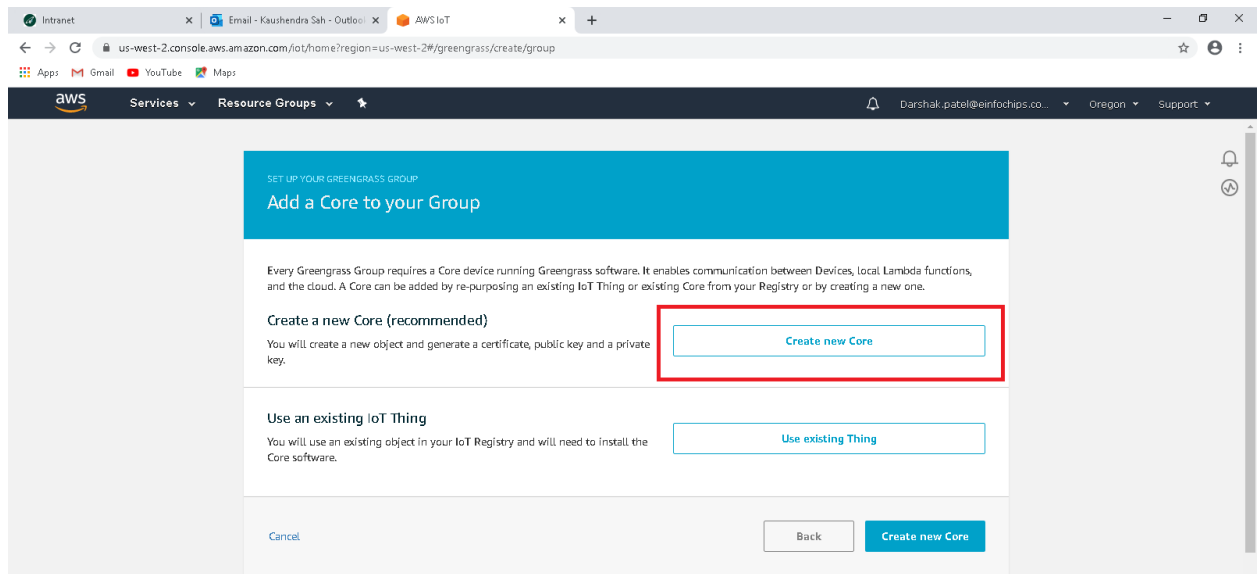 Intranet
Email - Kaushendra Sah - Outloo
AWS IoT
us-west-2.console.aws.amazon.com/iot/home?region=us-west-2#/greengrass/create/group
Apps Gmail YouTube Maps
aws Services Resource Groups Darshak.patel@einfochips.co... Oregon Support
SET UP YOUR GREENGRASS GROUP
Add a Core to your Group
Every Greengrass Group requires a Core device running Greengrass software. It enables communication between Devices, local Lambda functions,
and the cloud. A Core can be added by re-purposing an existing IoT Thing or existing Core from your Registry or by creating a new one.
Create a new Core (recommended)
You will create a new object and generate a certificate, public key and a private
key.
Create new Core
Use an existing IoT Thing
You will use an existing object in your IoT Registry and will need to install the
Core software.
Use existing Thing
Cancel
Back
Create new Core